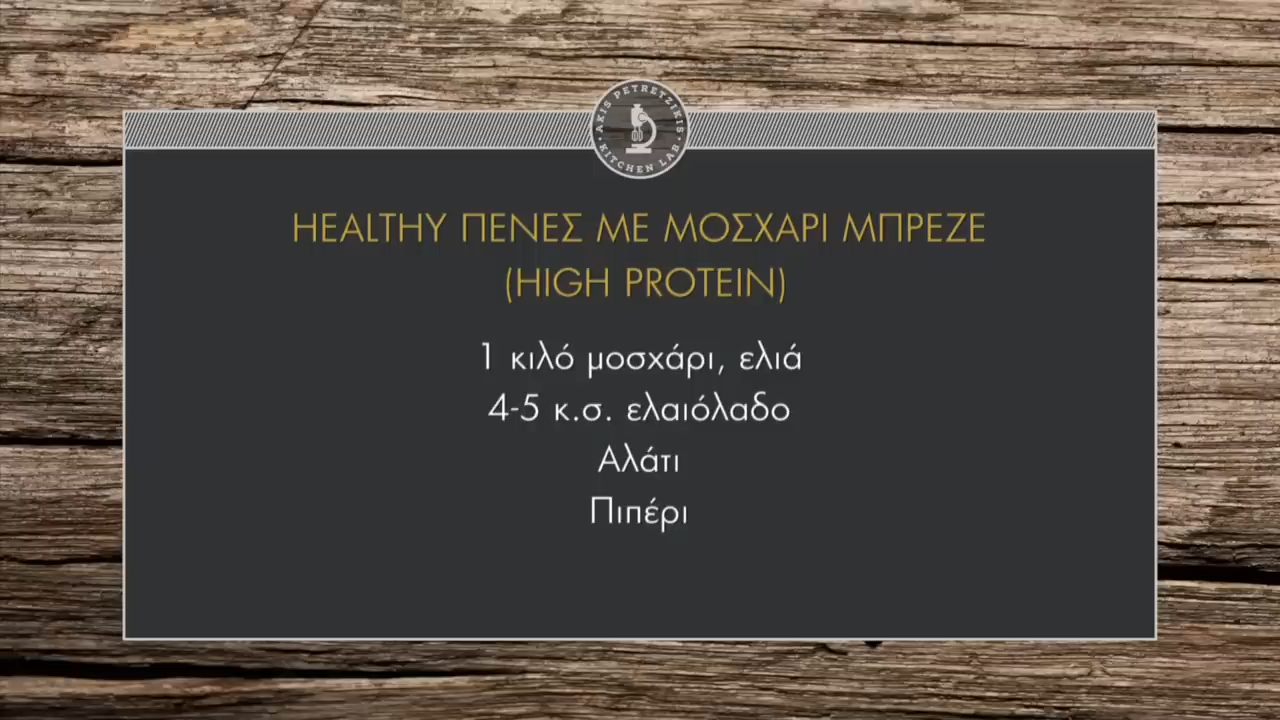 AKIS PETRETZIKIS
KITCHEN LAB
HEALTHY ΠΕΝΕΣ ΜΕ ΜΟΣΧΑΡΙ ΜΠΡΕΖΕ
(HIGH PROTEIN)
1 κιλό μοσχάρι, ελιά
4-5 κ.σ. ελαιόλαδο
Αλάτι
Πιπέρι